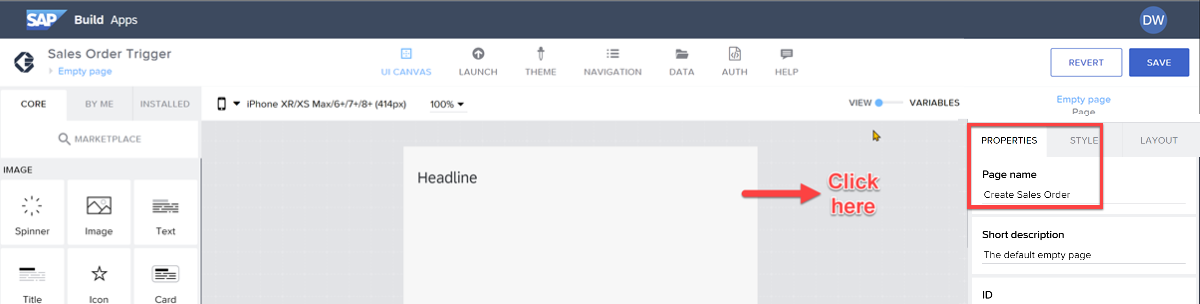 SAP Build Apps
DW
Sales Order Trigger
› Empty page
UI CANVAS
LAUNCH
THEME
NAVIGATION
DATA
AUTH
HELP
REVERT
SAVE
CORE
BY ME
INSTALLED
iPhone XR/XS Max/6+/7+/8+ (414px)
100%
VIEW
VARIABLES
Empty page
Page
MARKETPLACE
PROPERTIES
STYLE
LAYOUT
IMAGE
Headline
Click
here
Page name
Create Sales Order
Spinner
Image
Text
Short description
The default empty page
Title
Icon
Card
ID